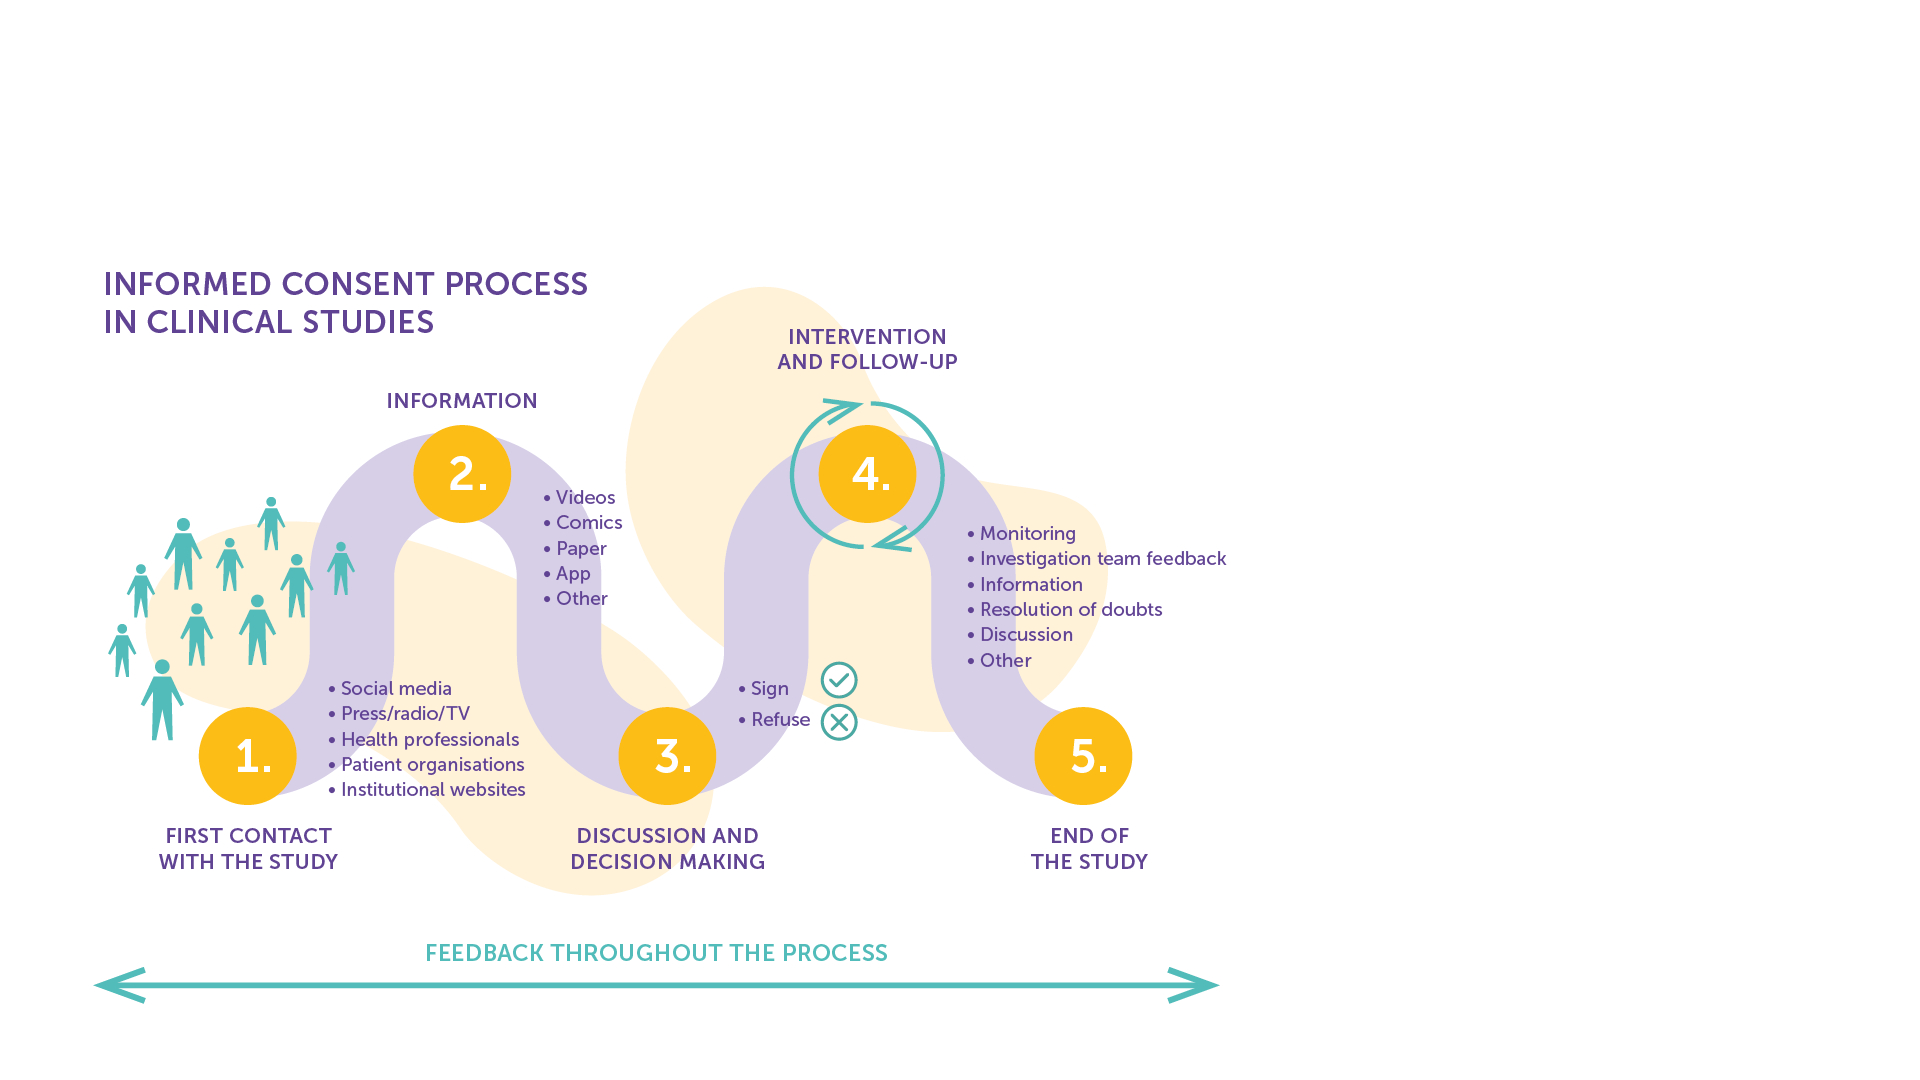 INFORMED CONSENT PROCESS
IN CLINICAL STUDIES
1.
FIRST CONTACT
WITH THE STUDY
• Social media
• Press/radio/TV
• Health professionals
• Patient organisations
• Institutional websites
INFORMATION
2.
• Videos
• Comics
• Paper
• App
• Other
3.
DISCUSSION AND
DECISION MAKING
• Sign
• Refuse
INTERVENTION
AND FOLLOW-UP
4.
• Monitoring
• Investigation team feedback
• Information
• Resolution of doubts
• Discussion
• Other
5.
END OF
THE STUDY
FEEDBACK THROUGHOUT THE PROCESS